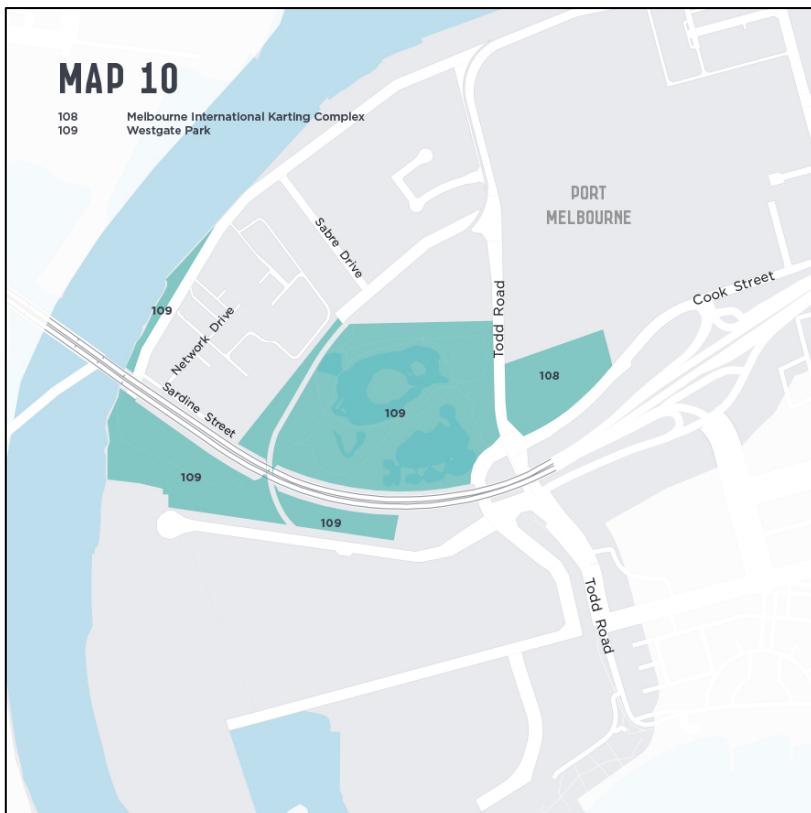 MAP 10
108 Melbourne International Karting Complex
109 Westgate Park
PORT
MELBOURNE
Sabre Drive
Cook Street
109
Network Drive
Todd Road
108
Sardine Street
109
109
109
Todd Road